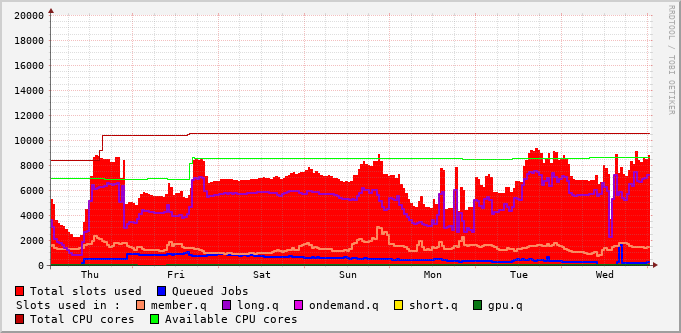 20000
18000
16000
14000
12000
10000
8000
6000
4000
2000
0
Thu Fri Sat Sun Mon Tue Wed
RRDTOOL / TOBI OETIKER
Total slots used Queued Jobs
Slots used in : member.q long.q ondemand.q short.q gpu.q
Total CPU cores Available CPU cores